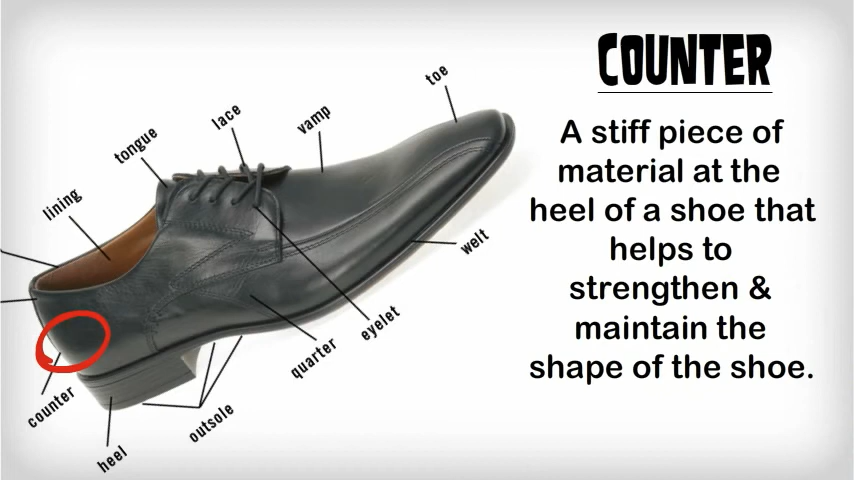 COUNTER
A stiff piece of
material at the
heel of a shoe that
helps to
strengthen &
maintain the
shape of the shoe.
toe
vamp
lace
tongue
lining
welt
eyelet
quarter
outsole
counter
heel